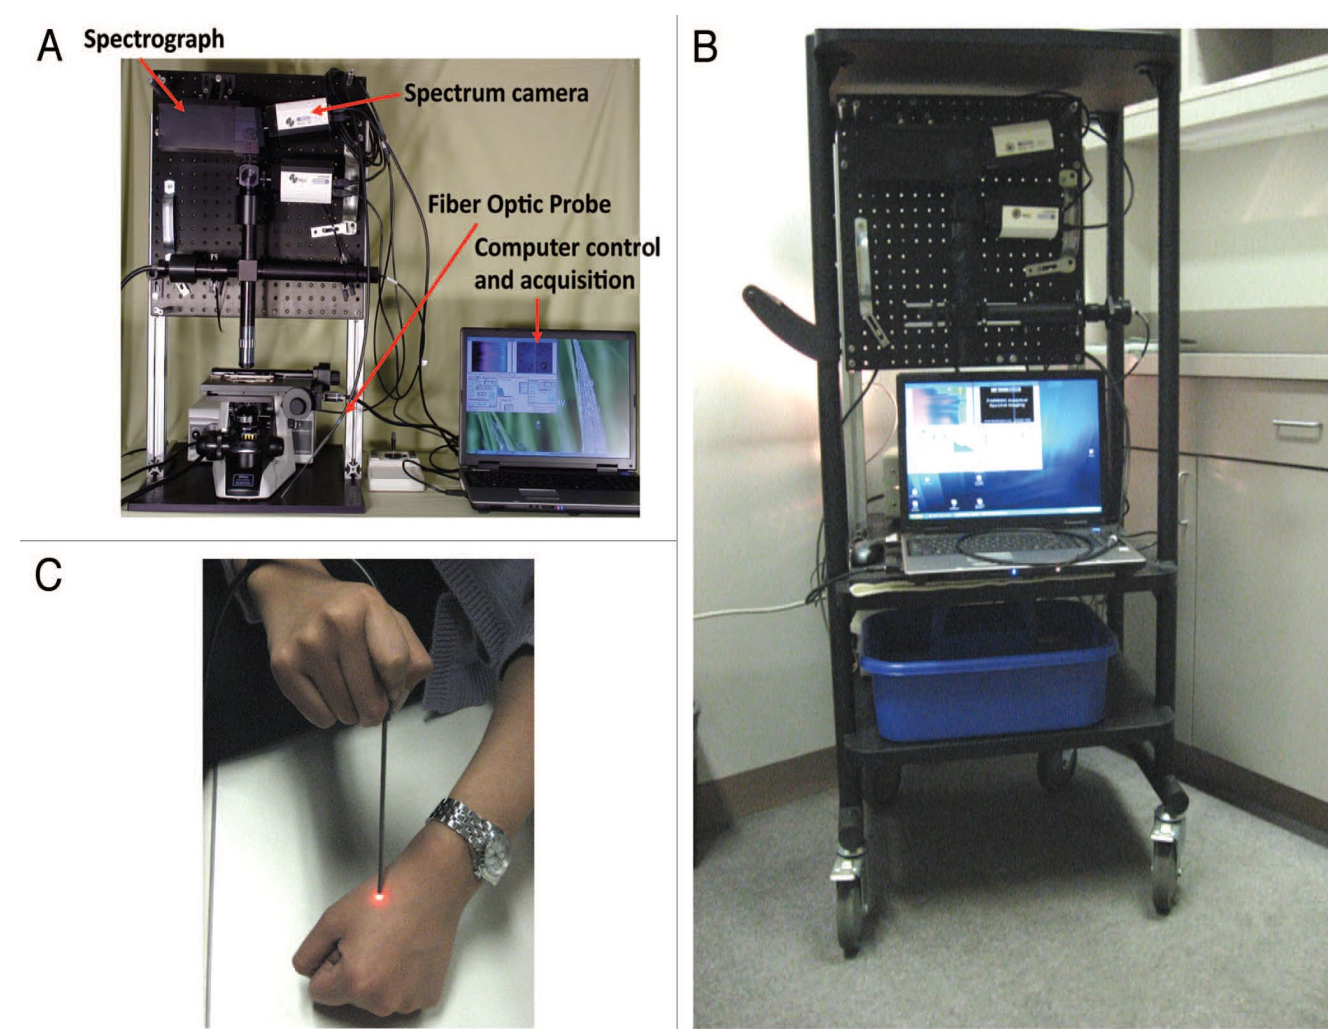 A
Spectrograph
Spectrum camera
Fiber Optic Probe
Computer control
and acquisition
B
C